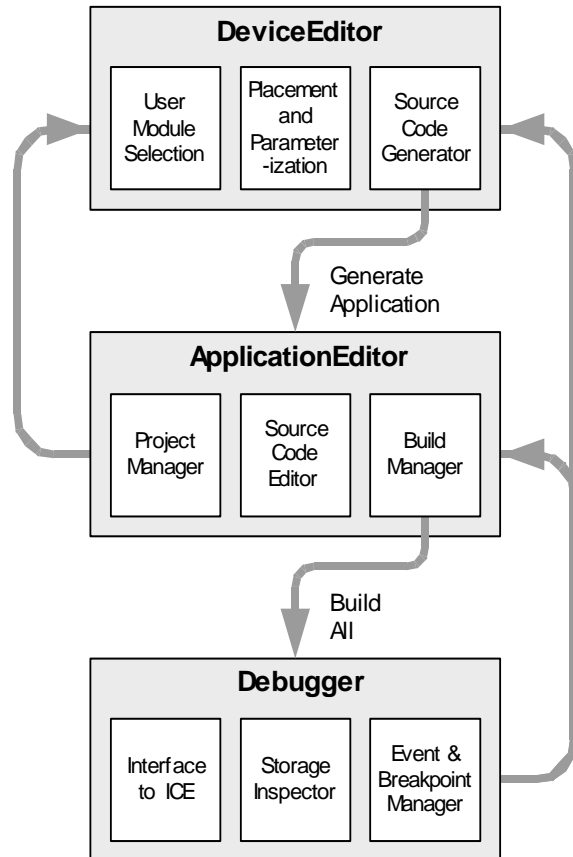 DeviceEditor
User
Module
Selection
Placement
and
Parameter
-ization
Source
Code
Generator
Generate
Application
ApplicationEditor
Project
Manager
Source
Code
Editor
Build
Manager
Build
All
Debugger
Interface
to ICE
Storage
Inspector
Event &
Breakpoint
Manager